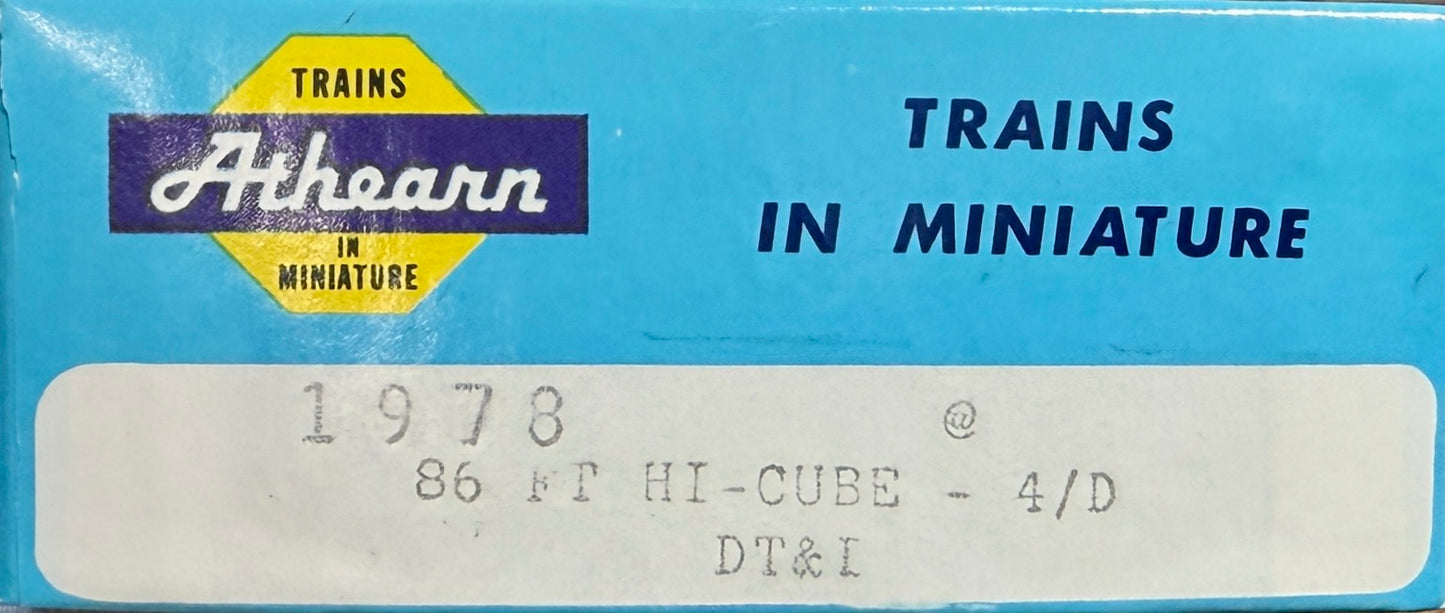 TRAINS
Athearn
IN
MINIATURE
TRAINS
IN MINIATURE
1978 @
86 FT HI-CUBE - 4/D
DT&I